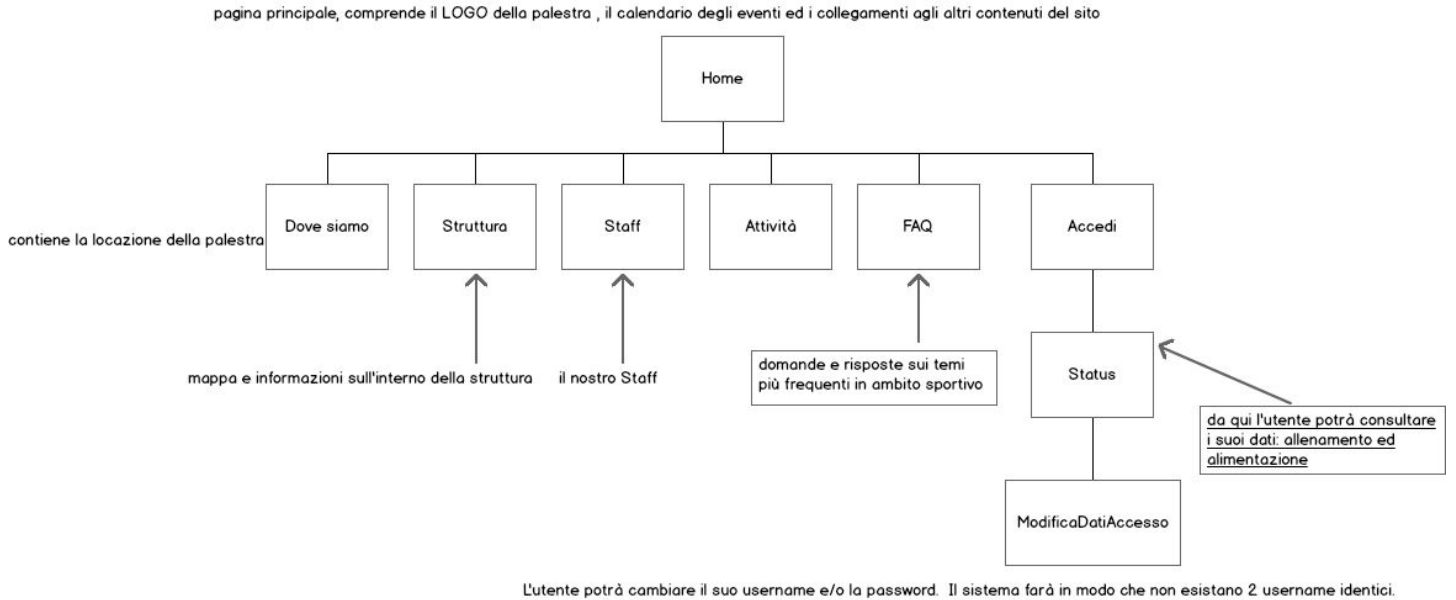 pagina principale, comprende il LOGO della palestra , il calendario degli eventi ed i collegamenti agli altri contenuti del sito
Home
Dove siamo
Struttura
Staff
Attività
FAQ
Accedi
contiene la locazione della palestra
mappa e informazioni sull'interno della struttura
il nostro Staff
domande e risposte sui temi
più frequenti in ambito sportivo
Status
da qui l'utente potrà consultare
i suoi dati: allenamento ed
alimentazione
ModificaDatiAccesso
L'utente potrà cambiare il suo username e/o la password. Il sistema farà in modo che non esistano 2 username identici.